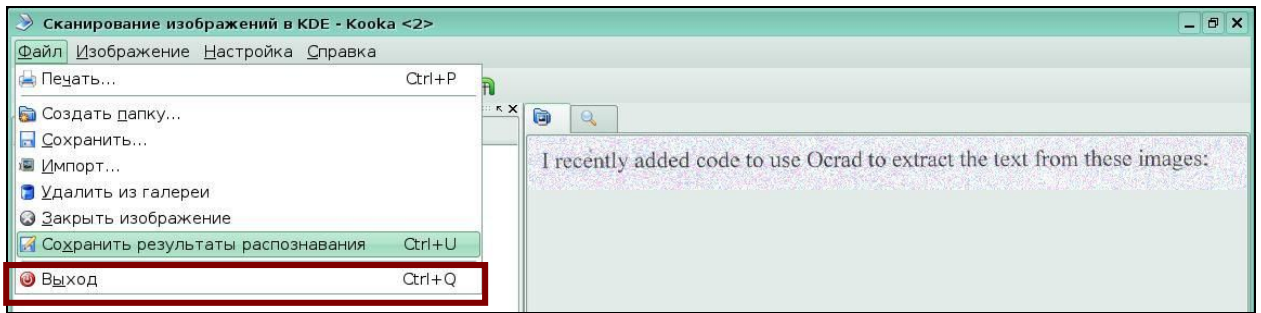 Сканирование изображений в KDE - Kooka <2>
Файл Изображение Настройка Справка
Печать... Ctrl+P
Создать папку...
Сохранить...
Импорт...
Удалить из галереи
Закрыть изображение
Сохранить результаты распознавания Ctrl+U
Выход Ctrl+Q
I recently added code to use Ocrad to extract the text from these images: